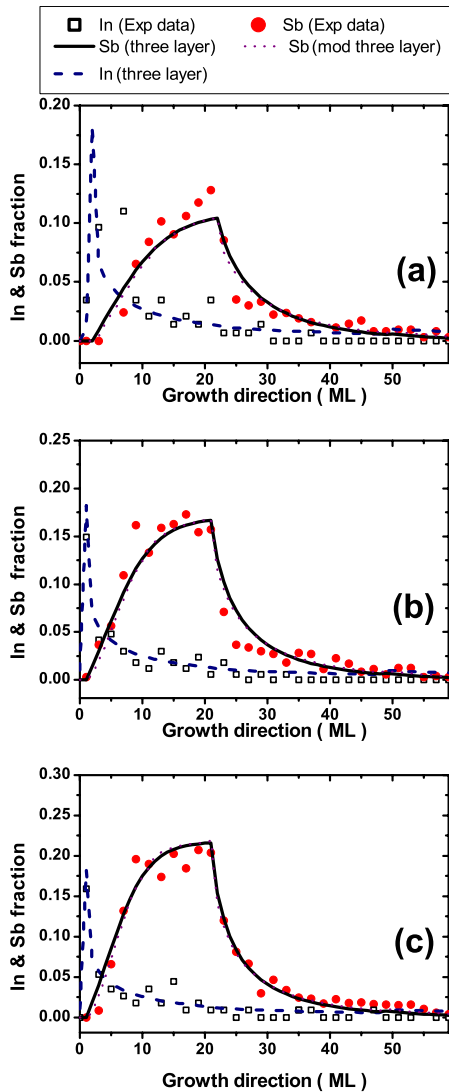 In (Exp data) Sb (Exp data)
Sb (three layer) Sb (mod three layer)
In (three layer)
0.20
0.15
0.10
0.05
0.00
In & Sb fraction
(a)
0 10 20 30 40 50
Growth direction ( ML )
0.25
0.20
0.15
0.10
0.05
0.00
In & Sb fraction
(b)
0 10 20 30 40 50
Growth direction ( ML )
0.30
0.25
0.20
0.15
0.10
0.05
0.00
In & Sb fraction
(c)
0 10 20 30 40 50
Growth direction ( ML )